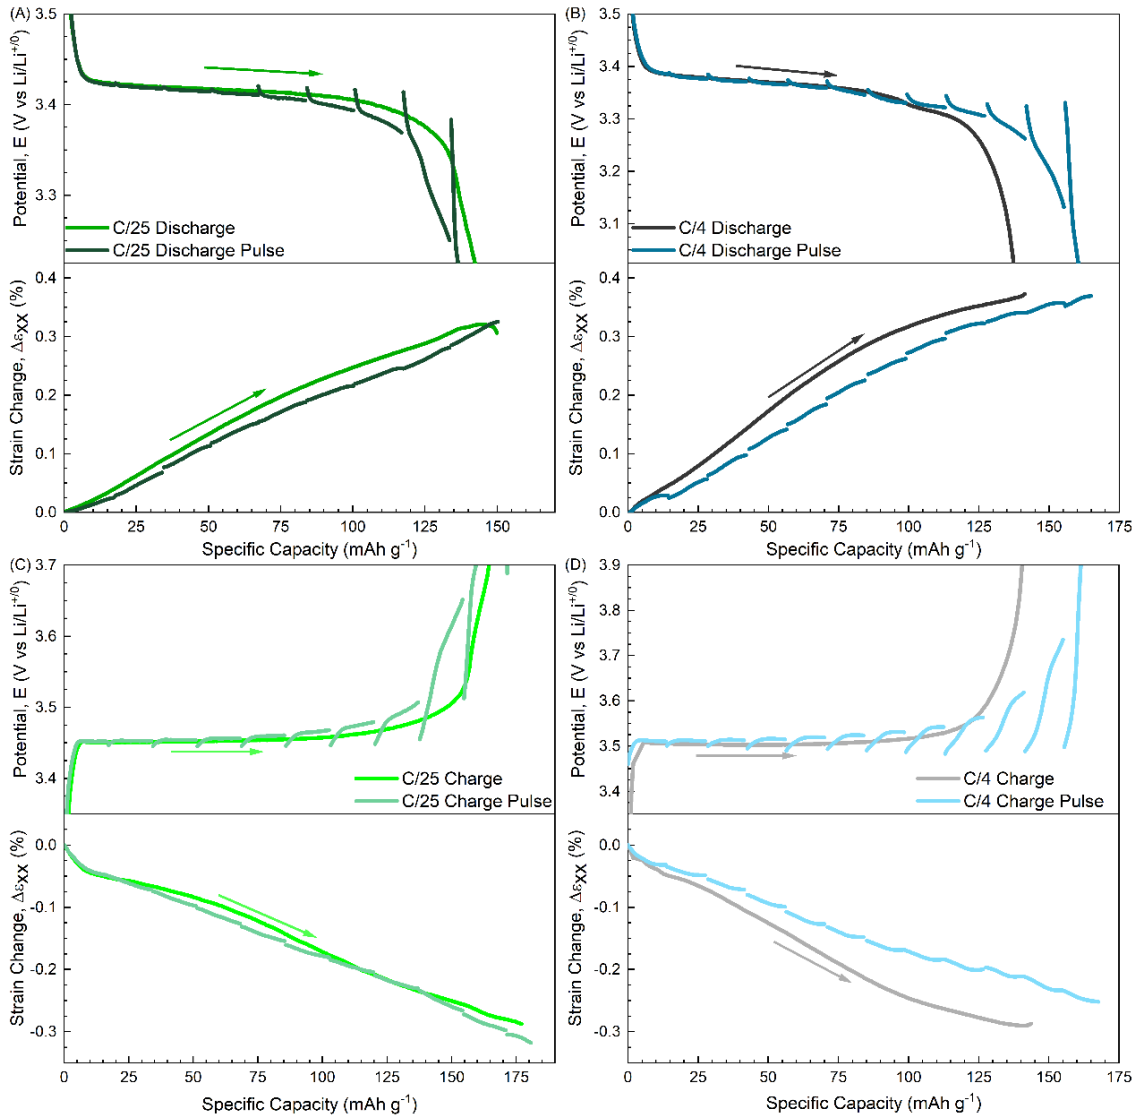 (A)
3.5
3.4
3.3
Potential, E (V vs Li/Li+/0)
C/25 Discharge
C/25 Discharge Pulse
0.4
0.3
0.2
0.1
0.0
Strain Change, Δεxx (%)
0 25 50 75 100 125 150
Specific Capacity (mAh g-1)
(B)
3.5
3.4
3.3
3.2
3.1
Potential, E (V vs Li/Li+/0)
C/4 Discharge
C/4 Discharge Pulse
0.4
0.3
0.2
0.1
0.0
Strain Change, Δεxx (%)
0 25 50 75 100 125 150 175
Specific Capacity (mAh g-1)
(C)
3.7
3.6
3.5
3.4
Potential, E (V vs Li/Li+/0)
C/25 Charge
C/25 Charge Pulse
0.0
-0.1
-0.2
-0.3
Strain Change, Δεxx (%)
0 25 50 75 100 125 150 175
Specific Capacity (mAh g-1)
(D)
3.9
3.8
3.7
3.6
3.5
3.4
Potential, E (V vs Li/Li+/0)
C/4 Charge
C/4 Charge Pulse
0.0
-0.1
-0.2
-0.3
Strain Change, Δεxx (%)
0 25 50 75 100 125 150 175
Specific Capacity (mAh g-1)